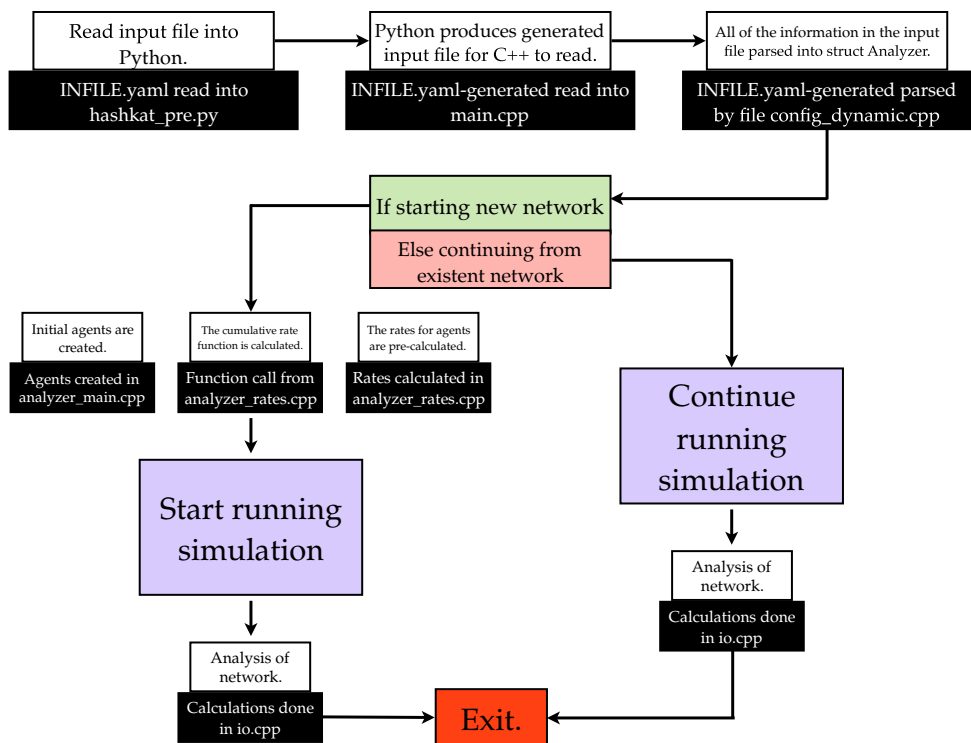 Read input file into
Python.
INFILE.yaml read into
hashkat_pre.py
Python produces generated
input file for C++ to read.
INFILE.yaml-generated read into
main.cpp
All of the information in the input
file parsed into struct Analyzer.
INFILE.yaml-generated parsed
by file config_dynamic.cpp
If starting new network
Else continuing from
existent network
Initial agents are
created.
Agents created in
analyzer_main.cpp
The cumulative rate
function is calculated.
Function call from
analyzer_rates.cpp
The rates for agents
are pre-calculated.
Rates calculated in
analyzer_rates.cpp
Continue
running
simulation
Start running
simulation
Analysis of
network.
Calculations done
in io.cpp
Analysis of
network.
Calculations done
in io.cpp
Exit.